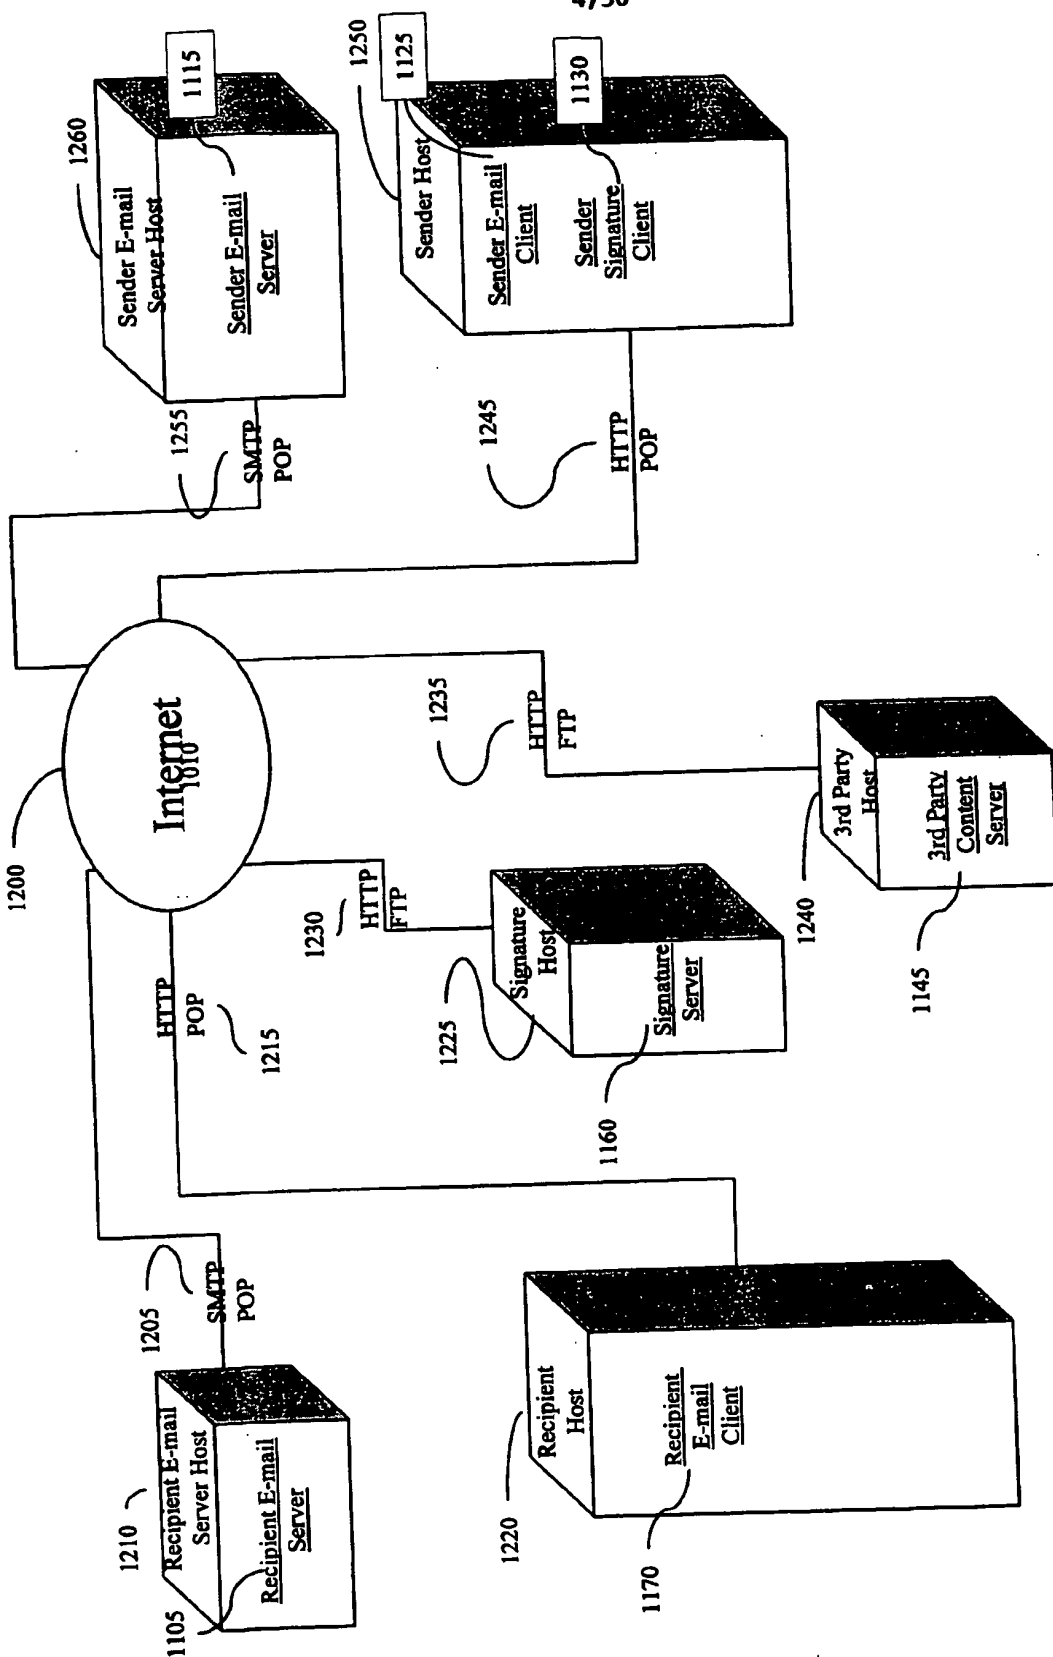 4/30
1210
Recipient E-mail
Server Host
Recipient E-mail
Server
1105
1205
SMTP
POP
1220
Recipient
Host
Recipient
E-mail
Client
1170
1200
Internet
1010
HTTP
POP
1215
1230
HTTP
FTP
1225
Signature
Host
Signature
Server
1160
1235
HTTP
FTP
1240
3rd Party
Host
3rd Party
Content
Server
1145
1255
SMTP
POP
1260
Sender E-mail
Server Host
Sender E-mail
Server
1115
1245
HTTP
POP
1250
1125
Sender Host
Sender E-mail
Client
Sender
Signature
Client
1130